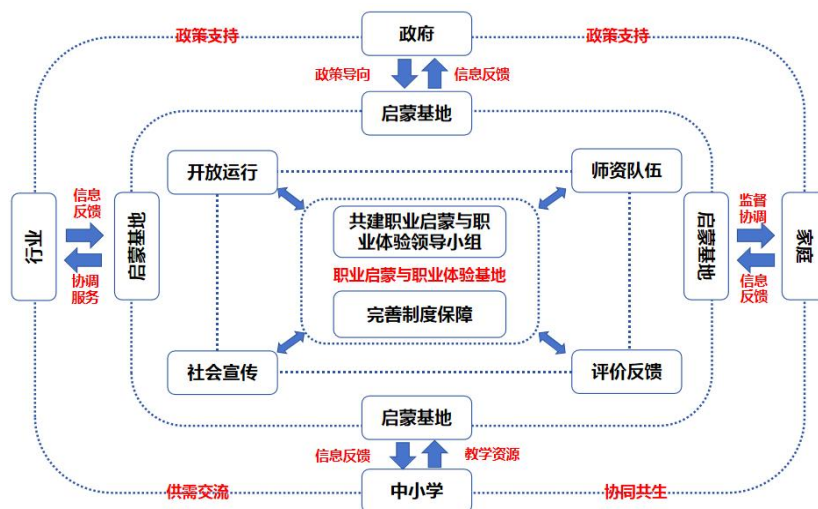 政策支持
政府
政策支持
政策导向
信息反馈
启蒙基地
开放运行
师资队伍
行业
信息
反馈
协调
服务
启蒙基地
共建职业启蒙与职
业体验领导小组
职业启蒙与职业体验基地
完善制度保障
启蒙基地
监督
协调
信息
反馈
家庭
社会宣传
评价反馈
启蒙基地
信息反馈
教学资源
供需交流
中小学
协同共生